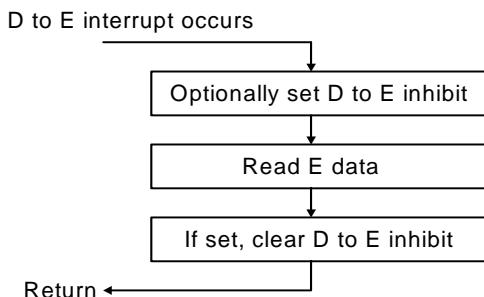 D to E interrupt occurs
Optionally set D to E inhibit
Read E data
If set, clear D to E inhibit
Return